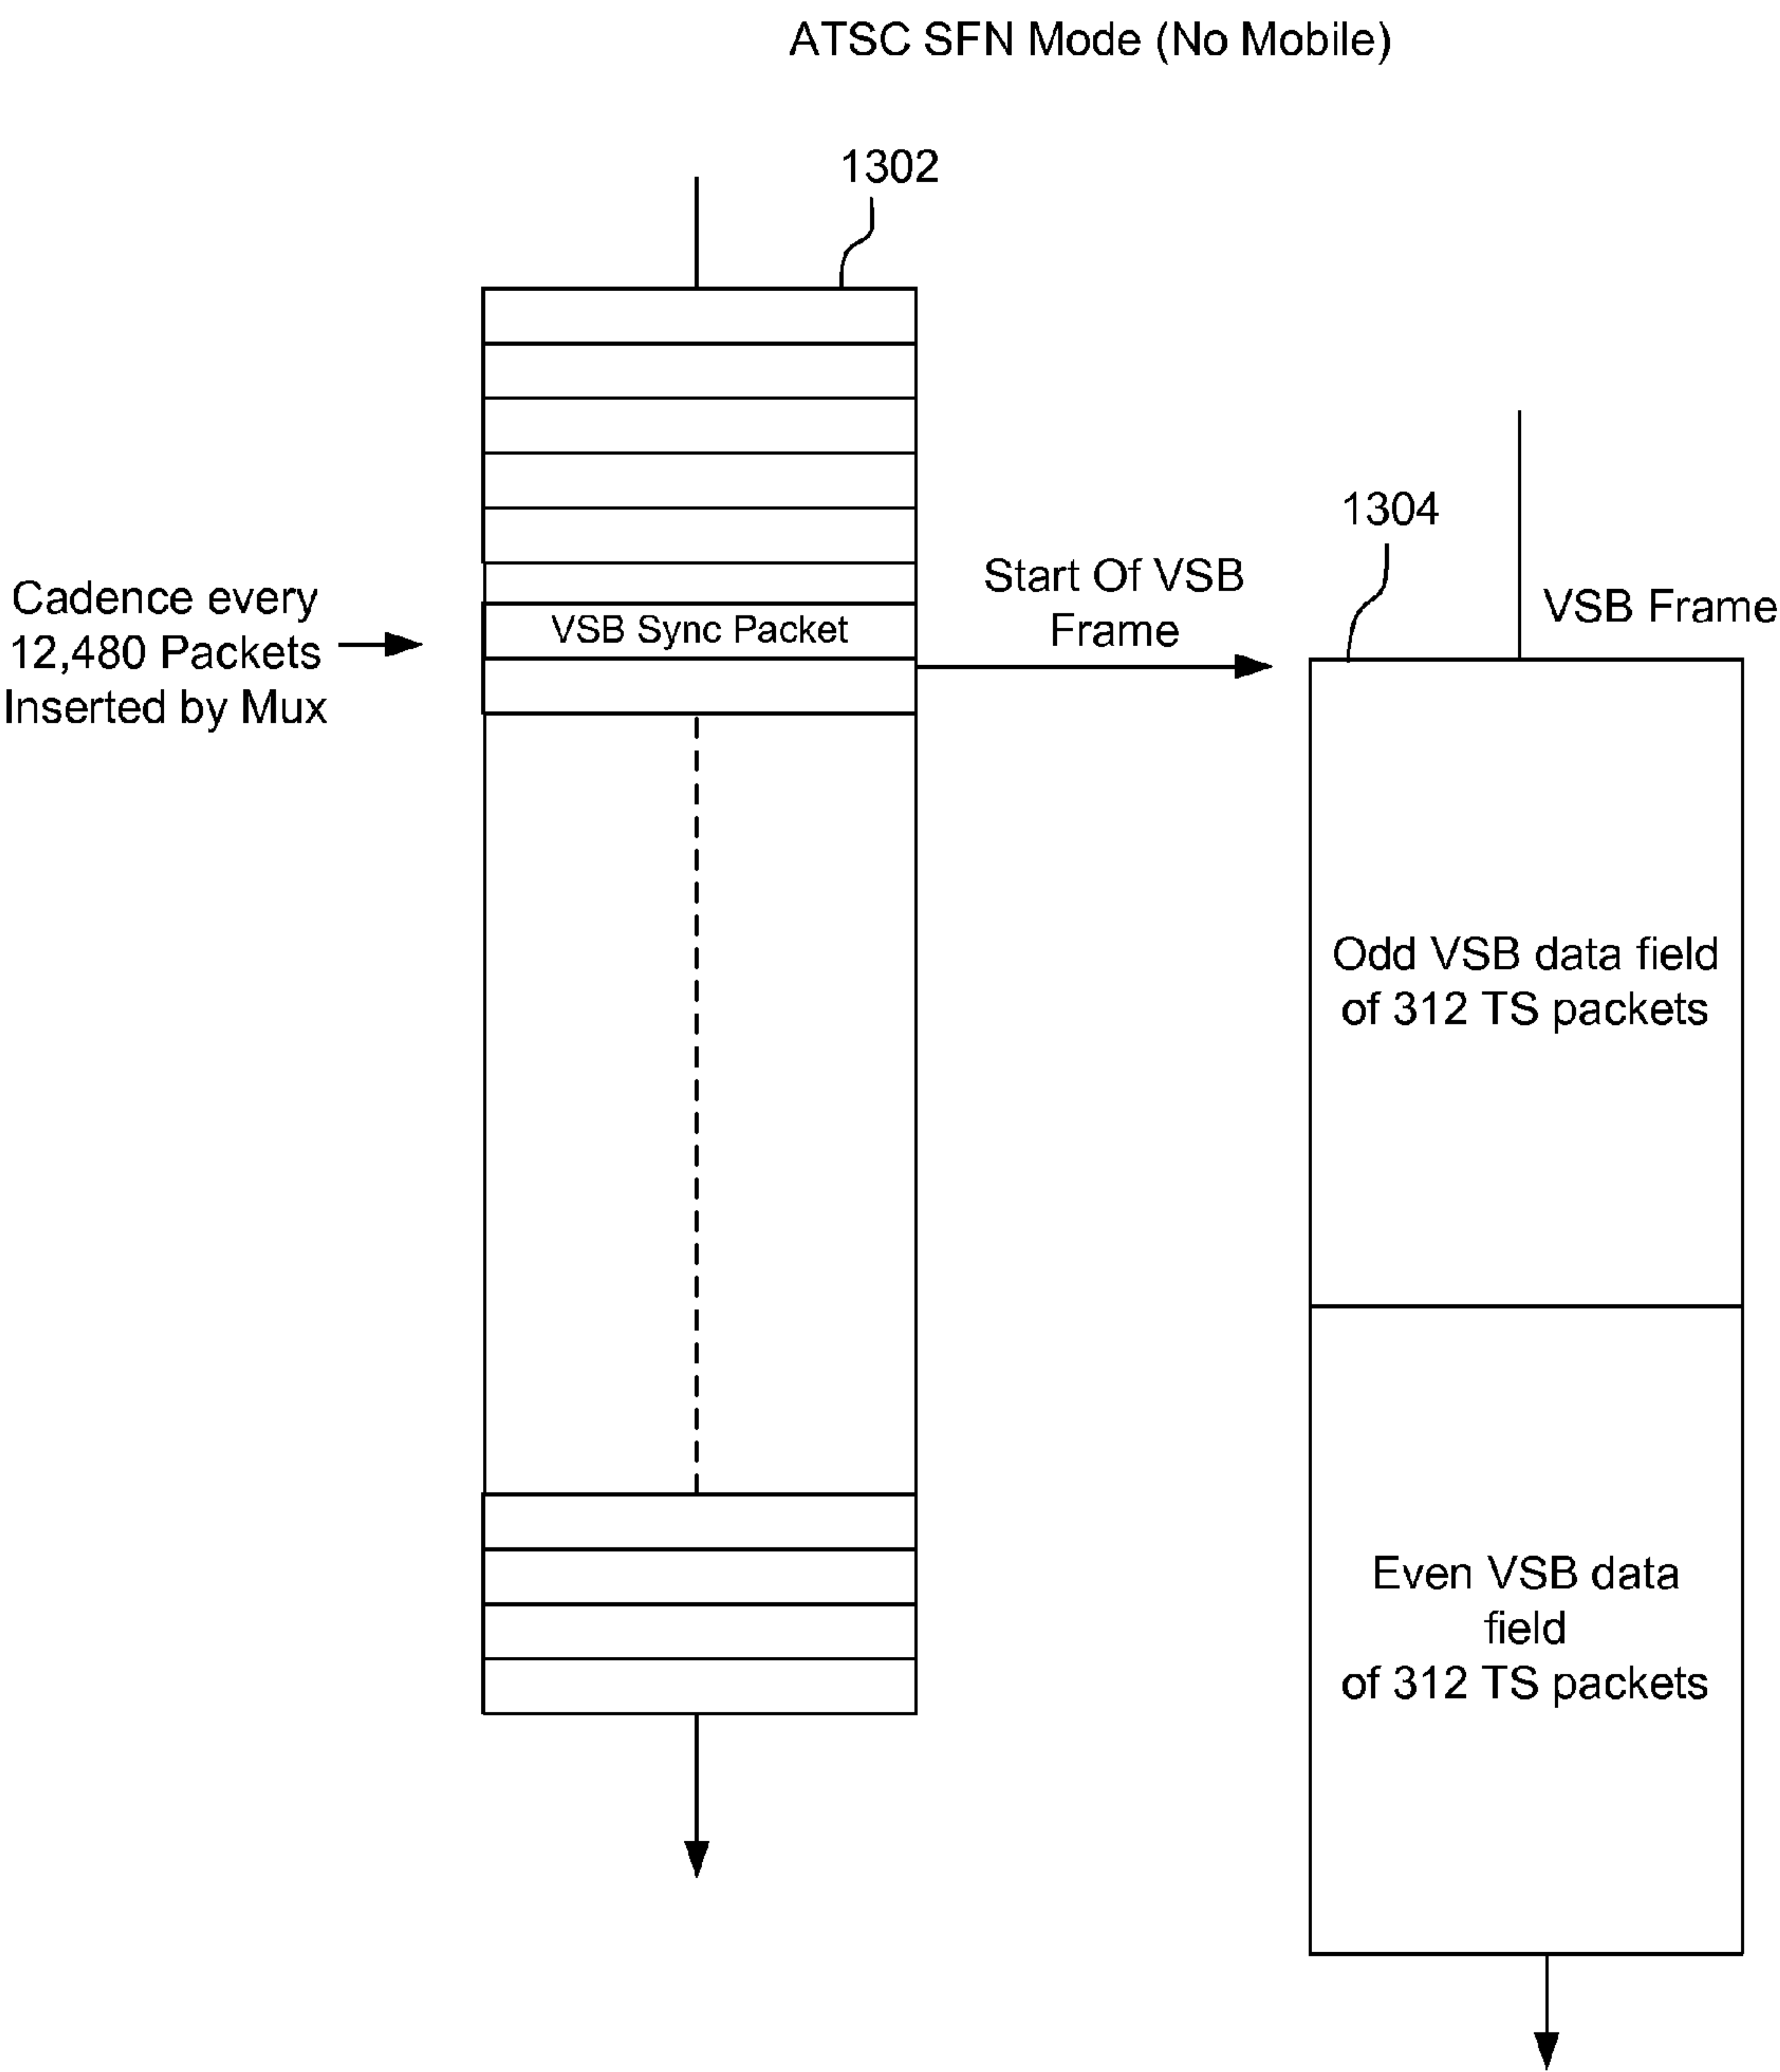 ATSC SFN Mode (No Mobile)
1302
Cadence every
12,480 Packets
Inserted by Mux
VSB Sync Packet
Start Of VSB
Frame
1304
VSB Frame
Odd VSB data field
of 312 TS packets
Even VSB data
field
of 312 TS packets